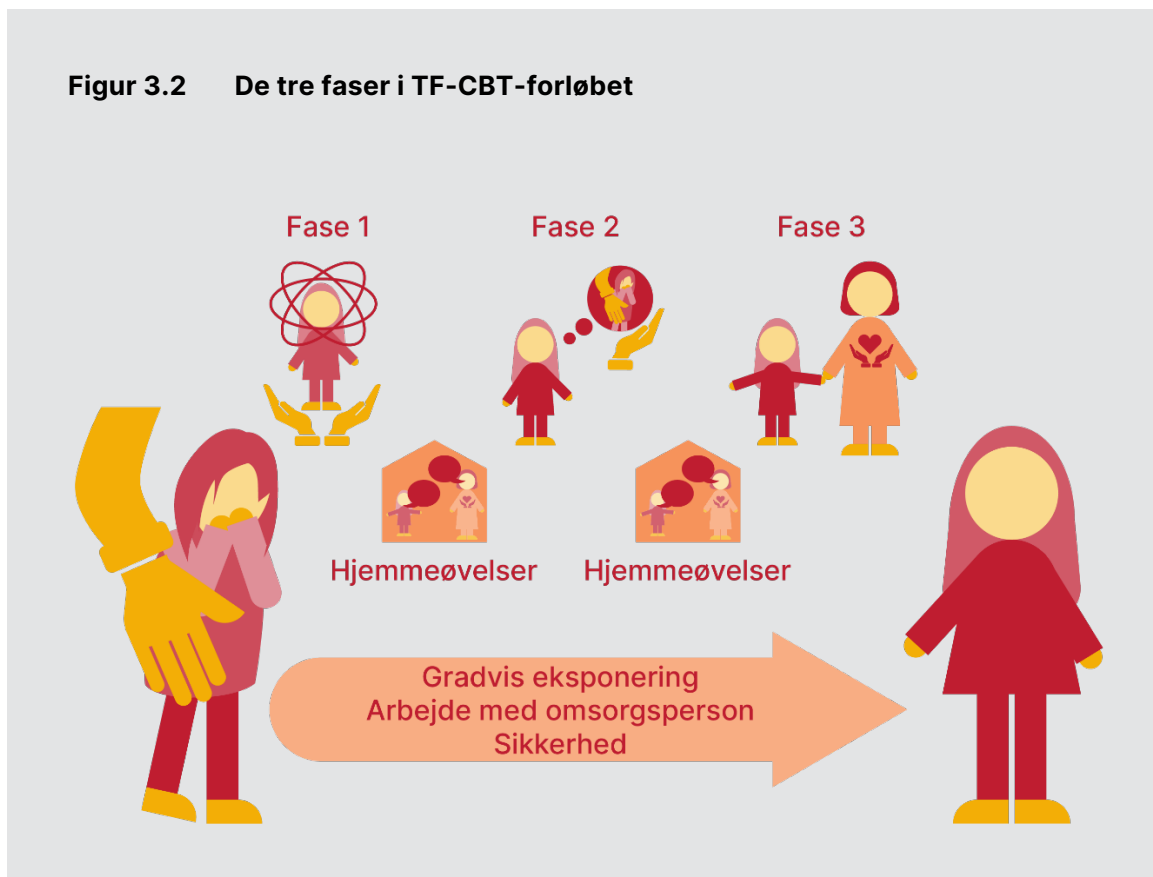 Figur 3.2 De tre faser i TF-CBT-forløbet
Fase 1
Fase 2
Fase 3
Hjemmeøvelser
Hjemmeøvelser
Gradvis eksponering
Arbejde med omsorgsperson
Sikkerhed